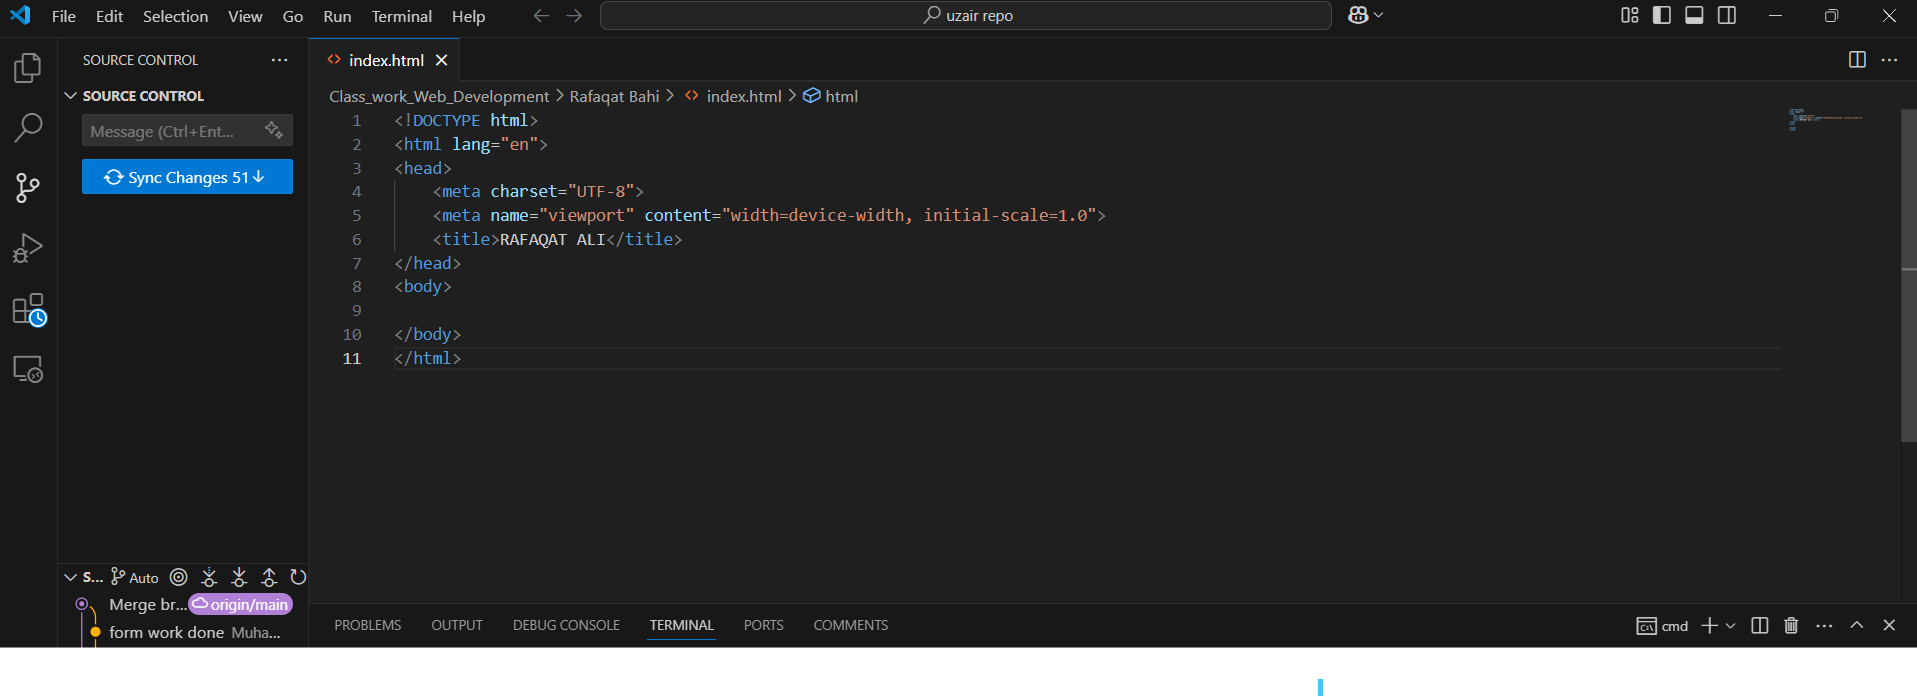 File Edit Selection View Go Run Terminal Help
uzair repo
SOURCE CONTROL
SOURCE CONTROL
Message (Ctrl+Ent...
Sync Changes 51↓
S... Auto
Merge br... origin/main
form work done Muha...
index.html
Class_work_Web_Development > Rafaqat Bahi > index.html > html
1 <!DOCTYPE html>
2 <html lang="en">
3 <head>
4 <meta charset="UTF-8">
5 <meta name="viewport" content="width=device-width, initial-scale=1.0">
6 <title>RAFAQAT ALI</title>
7 </head>
8 <body>
9
10 </body>
11 </html>
PROBLEMS OUTPUT DEBUG CONSOLE TERMINAL PORTS COMMENTS
cmd